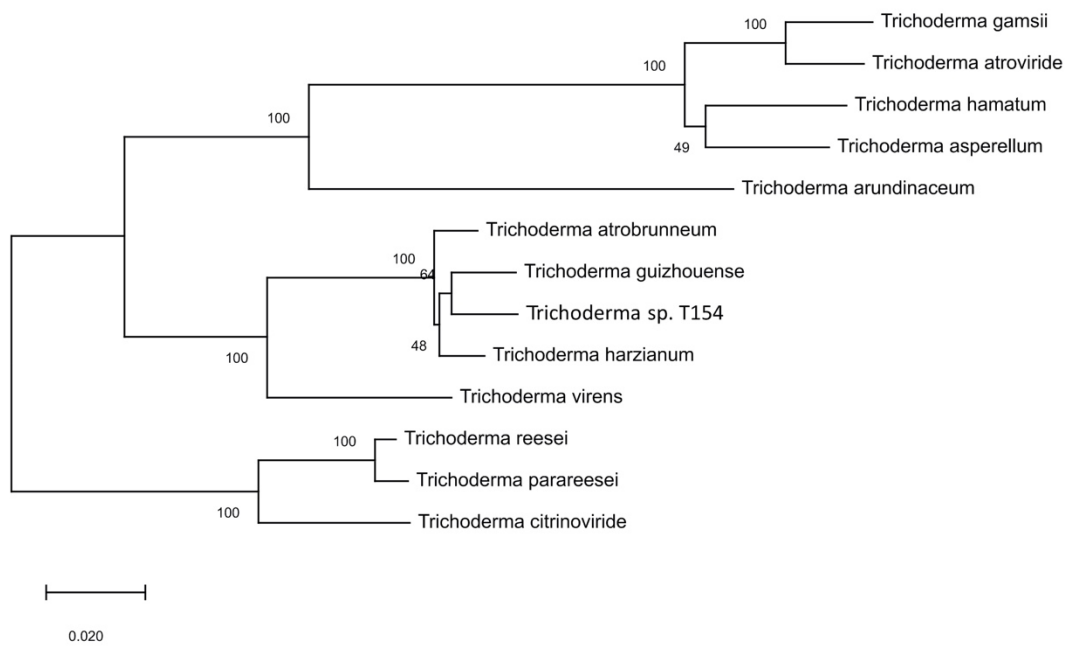 100 Trichoderma gamsii
100 Trichoderma atroviride
100 Trichoderma hamatum
49 Trichoderma asperellum
Trichoderma arundinaceum
Trichoderma atrobrunneum
100
64 Trichoderma guizhouense
Trichoderma sp. T154
48 Trichoderma harzianum
100
Trichoderma virens
100 Trichoderma reesei
Trichoderma parareesei
100 Trichoderma citrinoviride
0.020